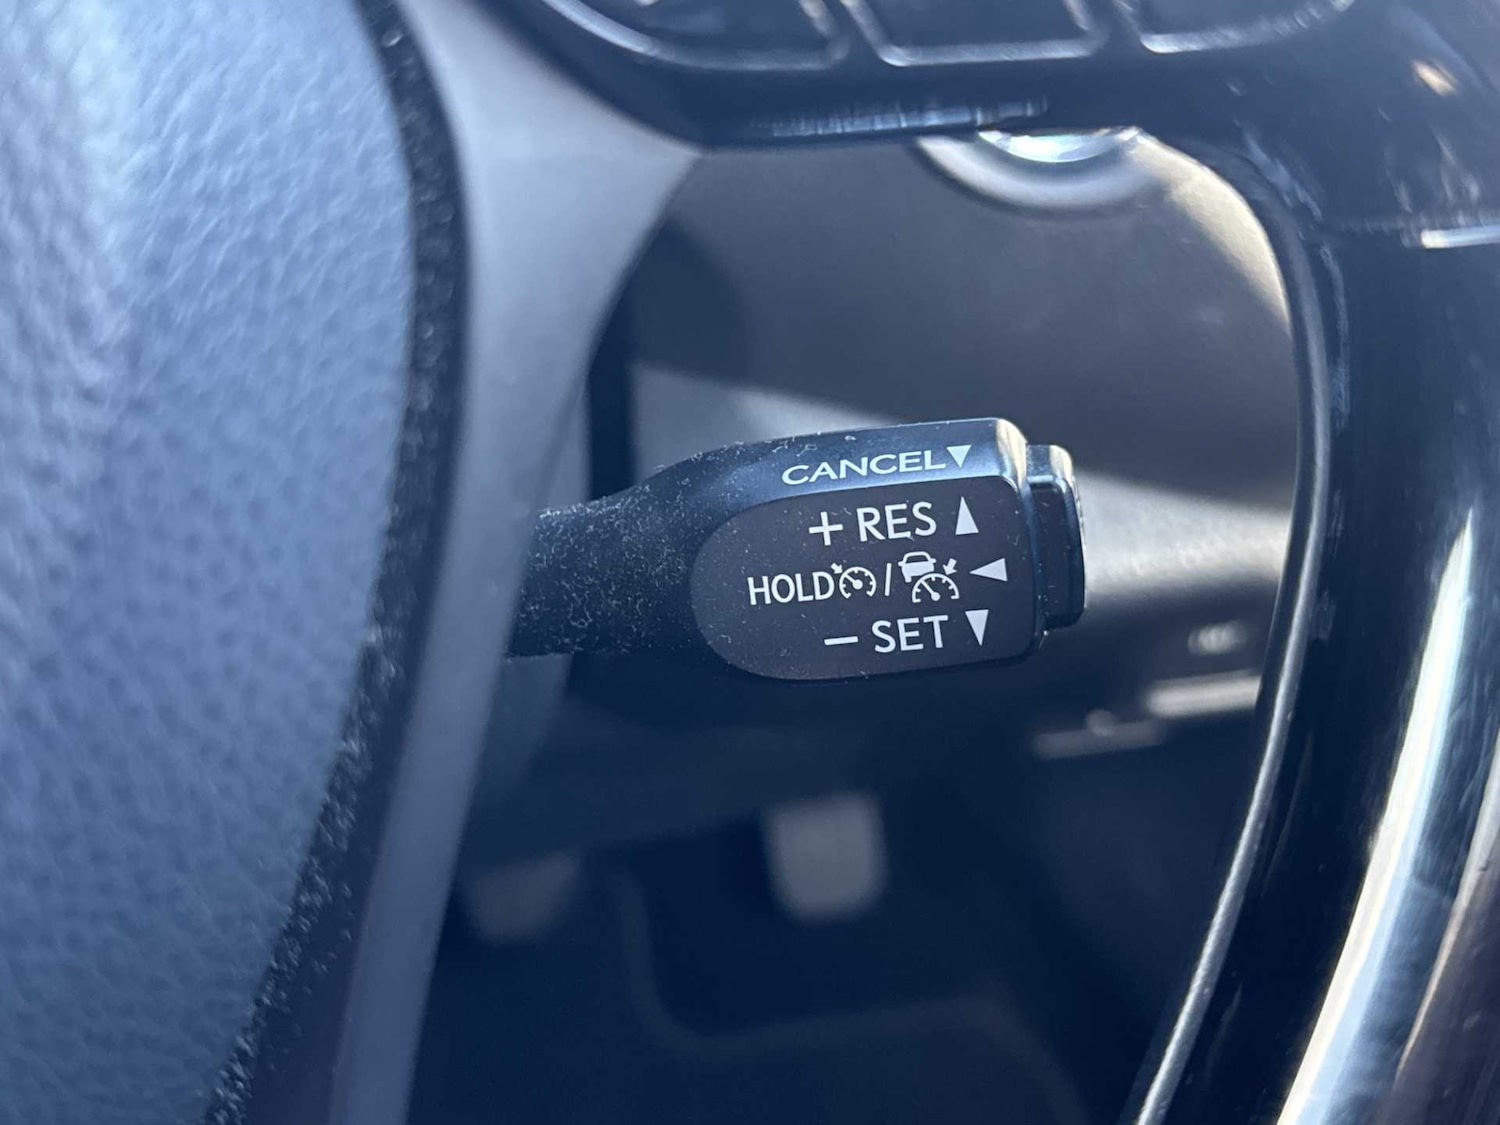 CANCEL▼
+ RES ▲
HOLD / ◀
− SET ▼